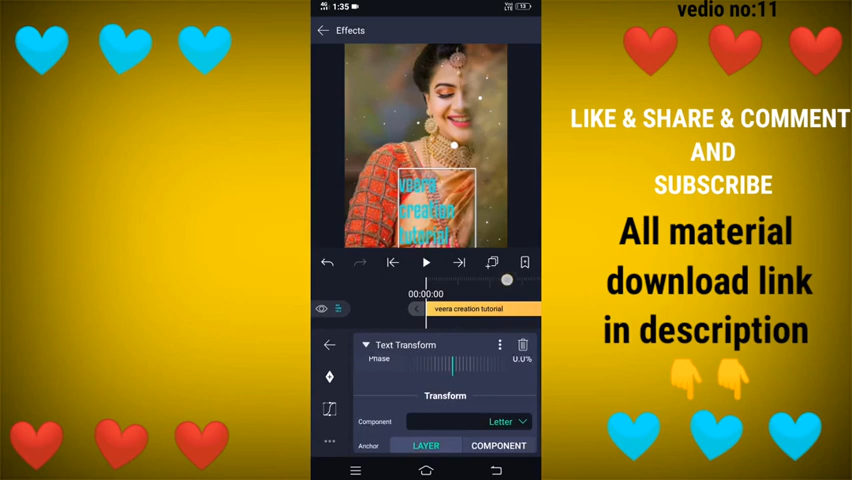 vedio no:11
1:35
13
Effects
LIKE & SHARE & COMMENT
AND
SUBSCRIBE
All material
download link
in description
veera
creation
tutorial
00:00:00
veera creation tutorial
Text Transform
Phase
0.0%
Transform
Component
Letter
Anchor
LAYER
COMPONENT